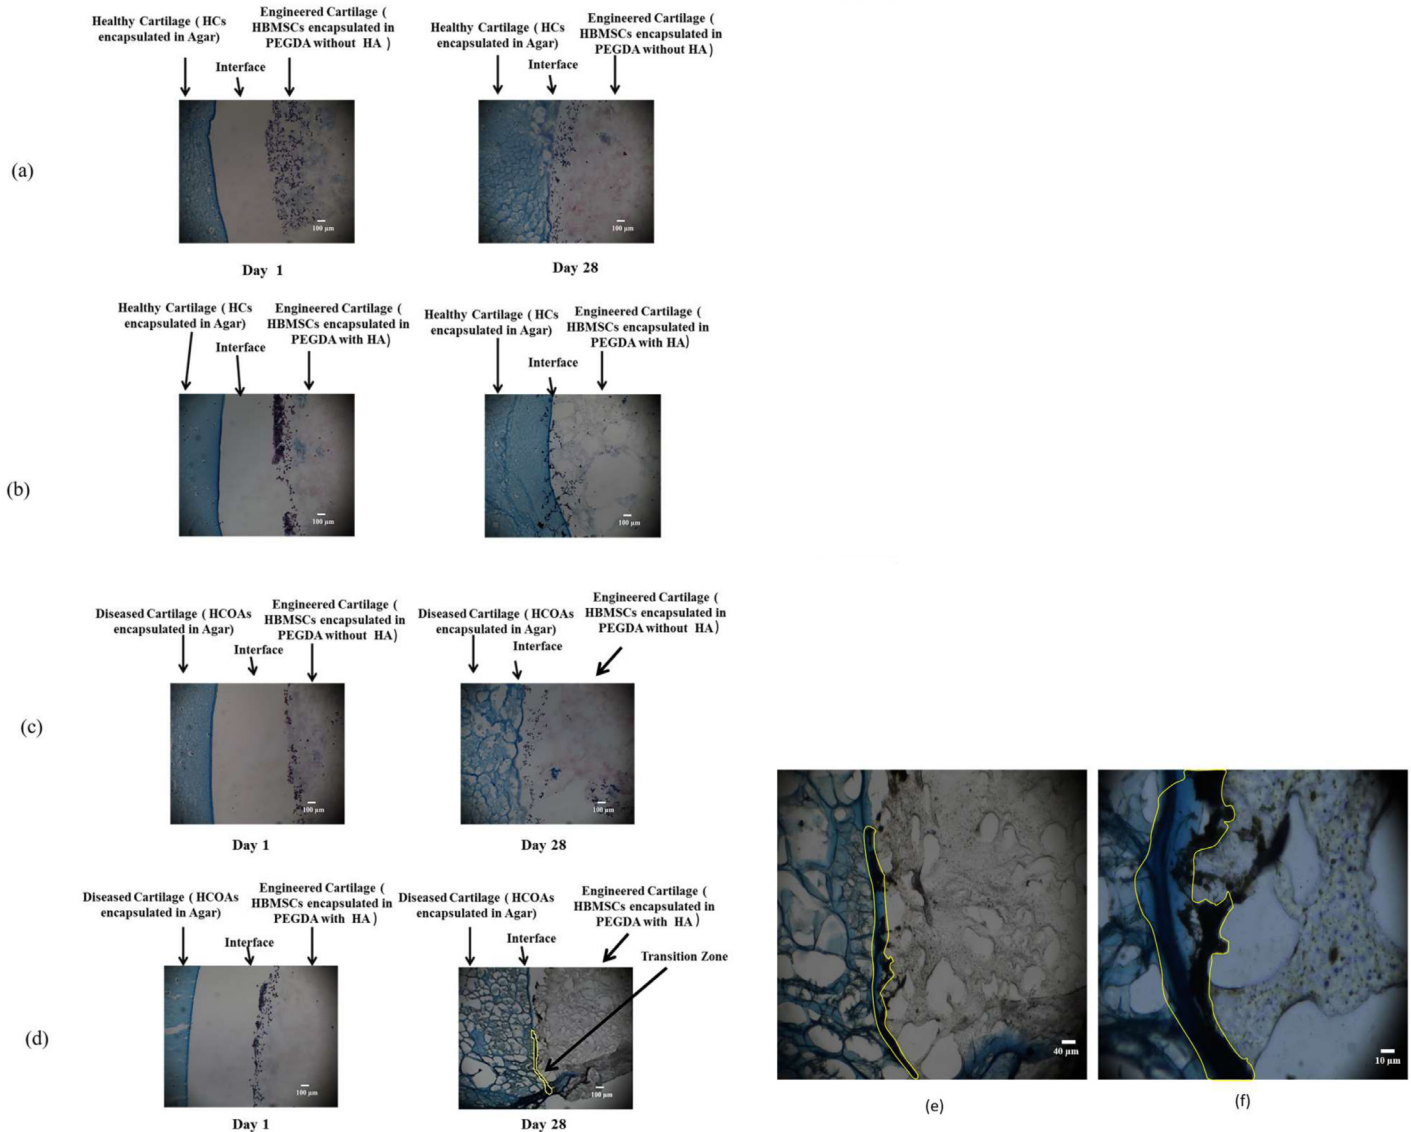 Healthy Cartilage ( HCs
encapsulated in Agar)
Interface
Engineered Cartilage (
HBMSCs encapsulated in
PEGDA without HA )
Healthy Cartilage ( HCs
encapsulated in Agar)
Interface
Engineered Cartilage (
HBMSCs encapsulated in
PEGDA without HA)
(a)
100 µm
100 µm
Day 1
Day 28
Healthy Cartilage ( HCs
encapsulated in Agar)
Interface
Engineered Cartilage (
HBMSCs encapsulated in
PEGDA with HA)
Healthy Cartilage ( HCs
encapsulated in Agar)
Interface
Engineered Cartilage (
HBMSCs encapsulated in
PEGDA with HA)
(b)
100 µm
100 µm
Diseased Cartilage ( HCOAs
encapsulated in Agar)
Interface
Engineered Cartilage (
HBMSCs encapsulated in
PEGDA without HA)
Diseased Cartilage ( HCOAs
encapsulated in Agar)
Interface
Engineered Cartilage (
HBMSCs encapsulated in
PEGDA without HA)
(c)
100 µm
100 µm
Day 1
Day 28
Diseased Cartilage ( HCOAs
encapsulated in Agar)
Interface
Engineered Cartilage (
HBMSCs encapsulated in
PEGDA with HA)
Diseased Cartilage ( HCOAs
encapsulated in Agar)
Interface
Engineered Cartilage (
HBMSCs encapsulated in
PEGDA with HA)
Transition Zone
(d)
100 µm
100 µm
Day 1
Day 28
40 µm
10 µm
(e)
(f)